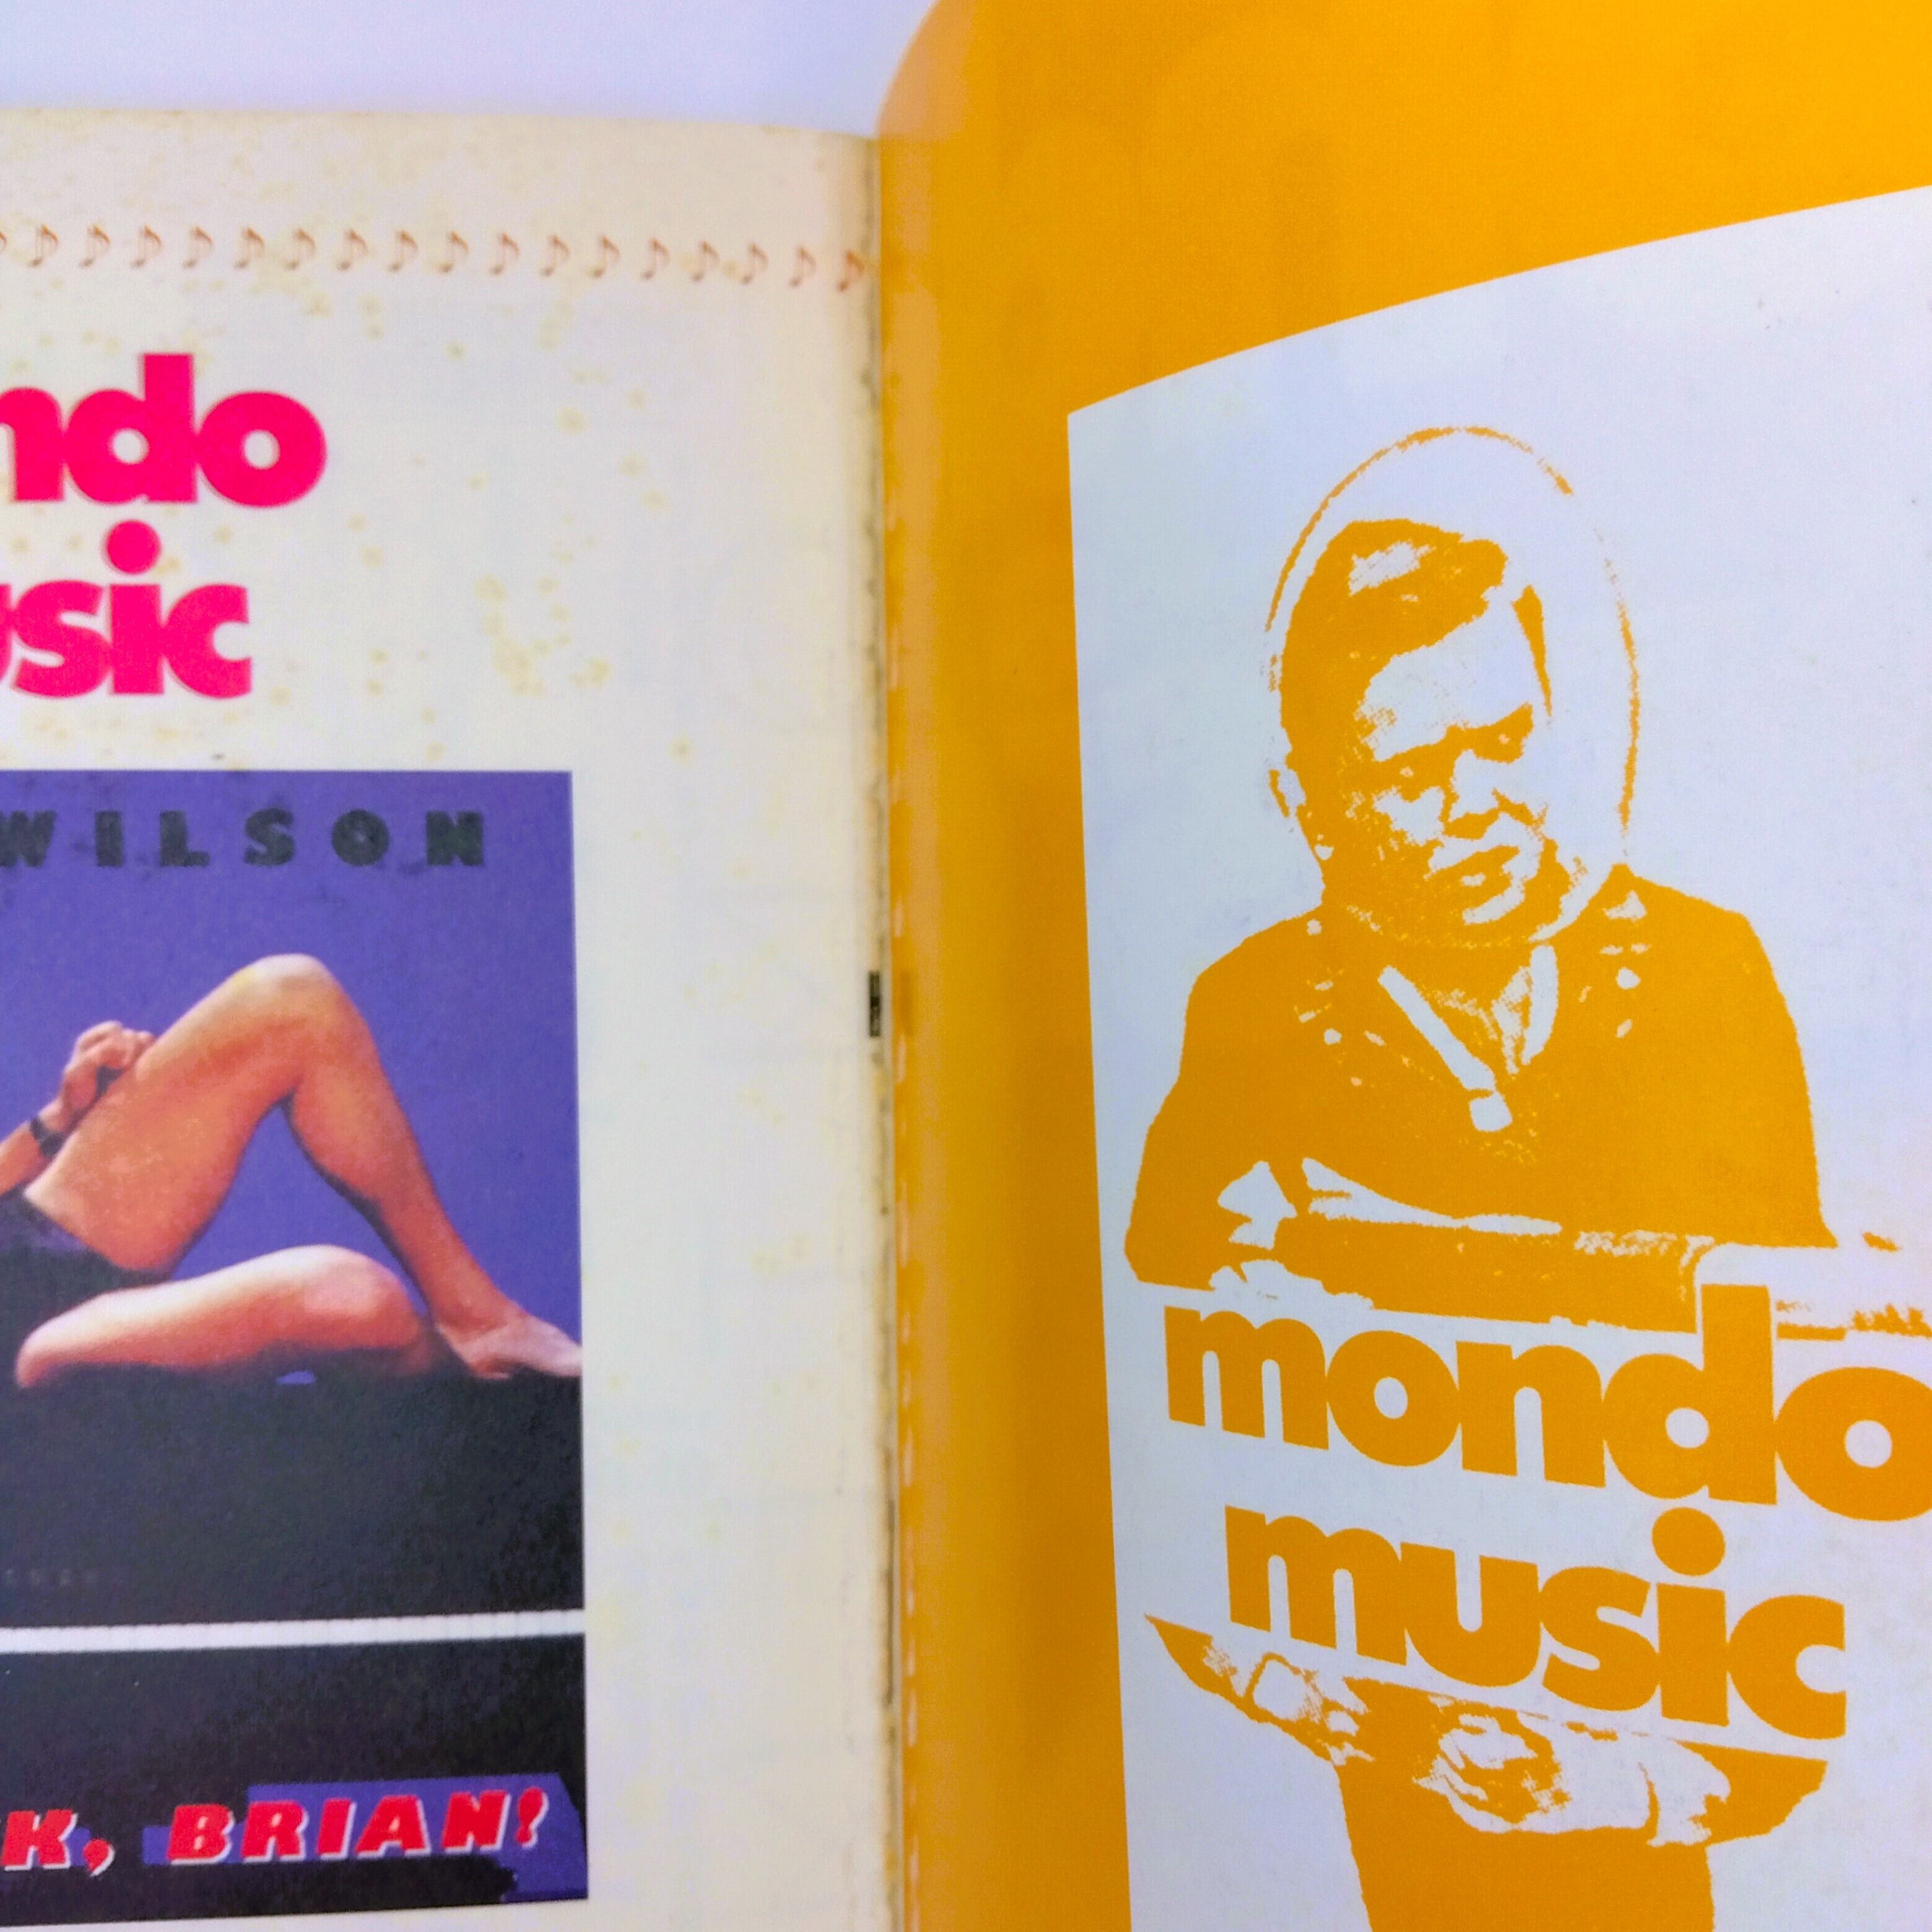 ndo
usic
WILSON
K, BRIAN!
mondo
music